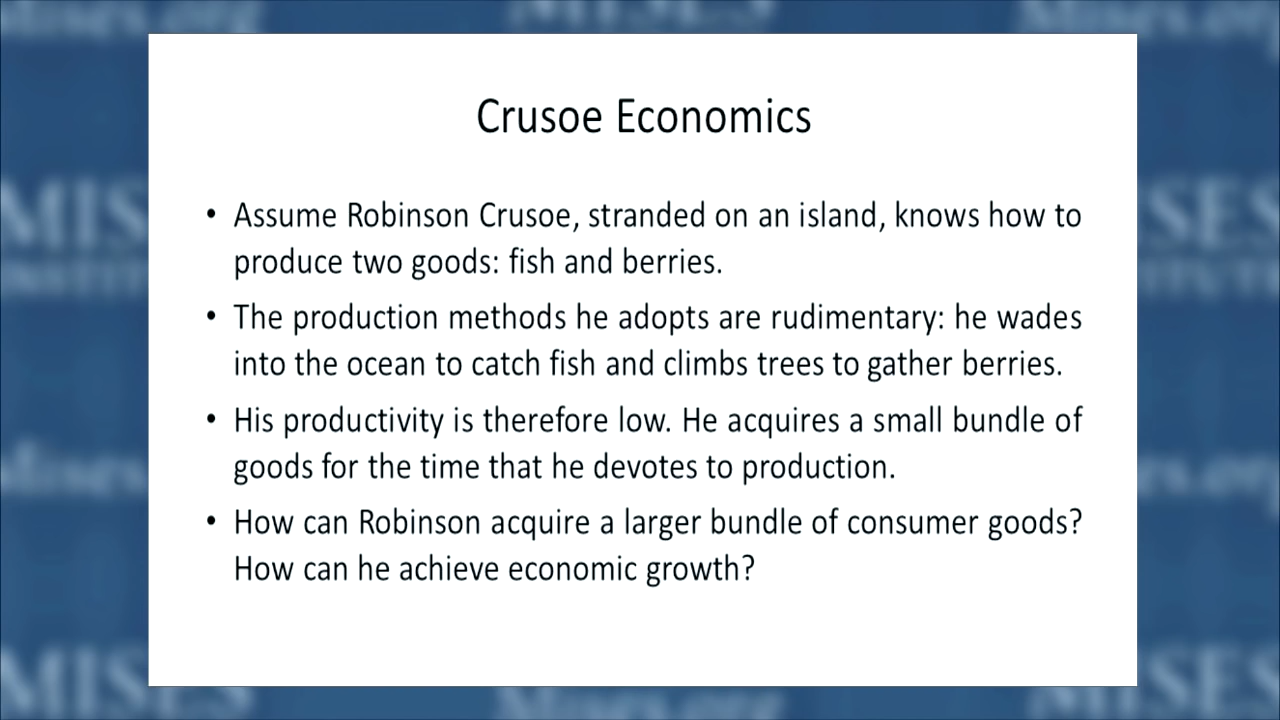 Crusoe Economics
• Assume Robinson Crusoe, stranded on an island, knows how to
produce two goods: fish and berries.
• The production methods he adopts are rudimentary: he wades
into the ocean to catch fish and climbs trees to gather berries.
• His productivity is therefore low. He acquires a small bundle of
goods for the time that he devotes to production.
• How can Robinson acquire a larger bundle of consumer goods?
How can he achieve economic growth?